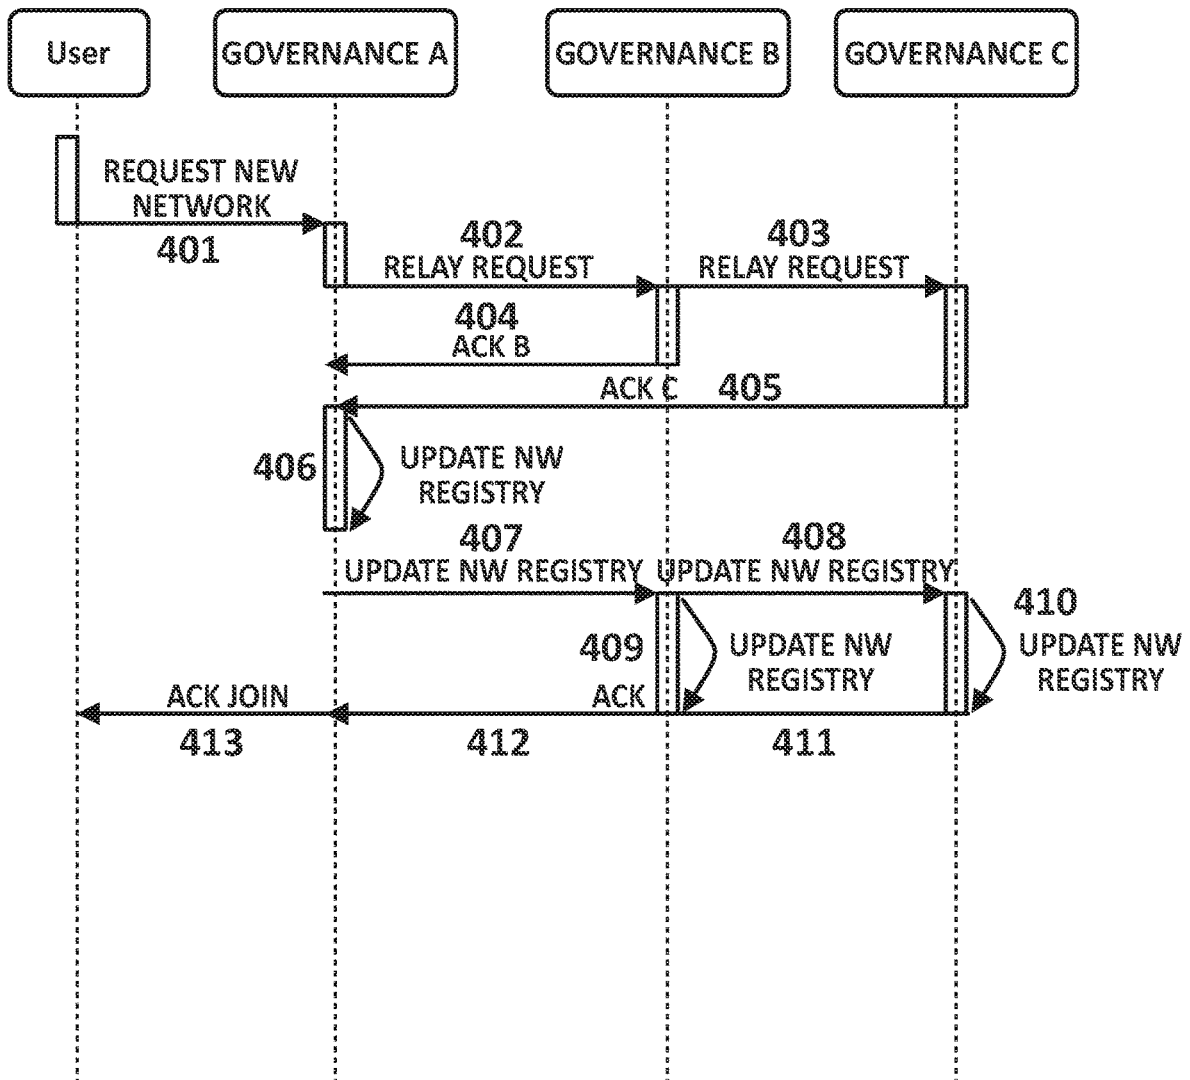 User
GOVERNANCE A
GOVERNANCE B
GOVERNANCE C
REQUEST NEW
NETWORK
401
402
RELAY REQUEST
403
RELAY REQUEST
404
ACK B
ACK C
405
406
UPDATE NW
REGISTRY
407
UPDATE NW REGISTRY
408
UPDATE NW REGISTRY
409
UPDATE NW
REGISTRY
410
UPDATE NW
REGISTRY
ACK JOIN
ACK
413
412
411